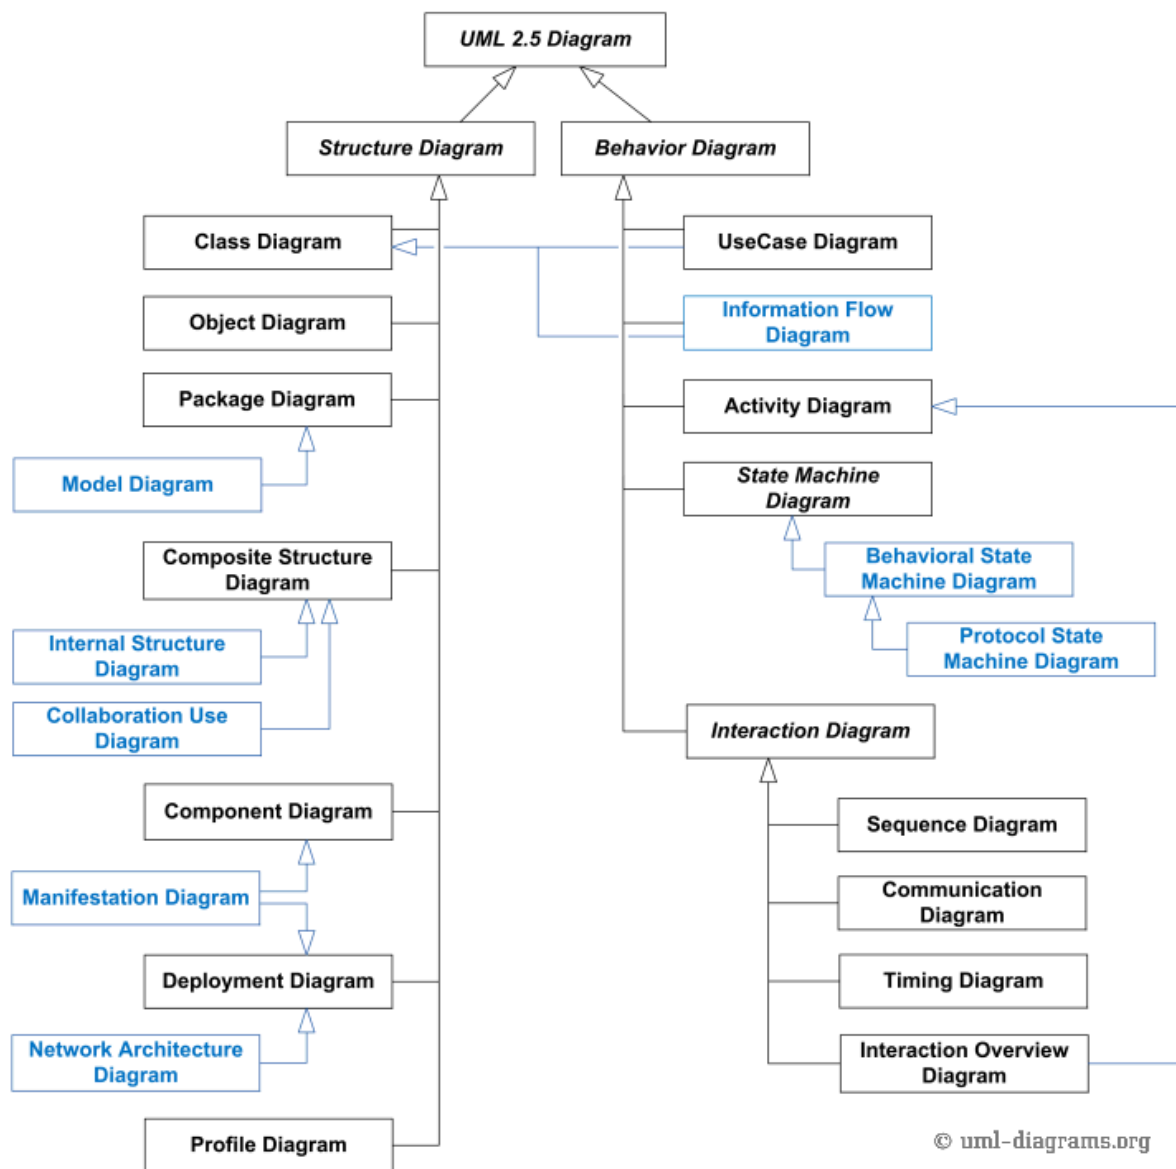 UML 2.5 Diagram
Structure Diagram
Behavior Diagram
Class Diagram
UseCase Diagram
Object Diagram
Information Flow
Diagram
Package Diagram
Activity Diagram
Model Diagram
State Machine
Diagram
Composite Structure
Diagram
Behavioral State
Machine Diagram
Internal Structure
Diagram
Protocol State
Machine Diagram
Collaboration Use
Diagram
Interaction Diagram
Component Diagram
Sequence Diagram
Manifestation Diagram
Communication
Diagram
Deployment Diagram
Timing Diagram
Network Architecture
Diagram
Interaction Overview
Diagram
Profile Diagram
© uml-diagrams.org